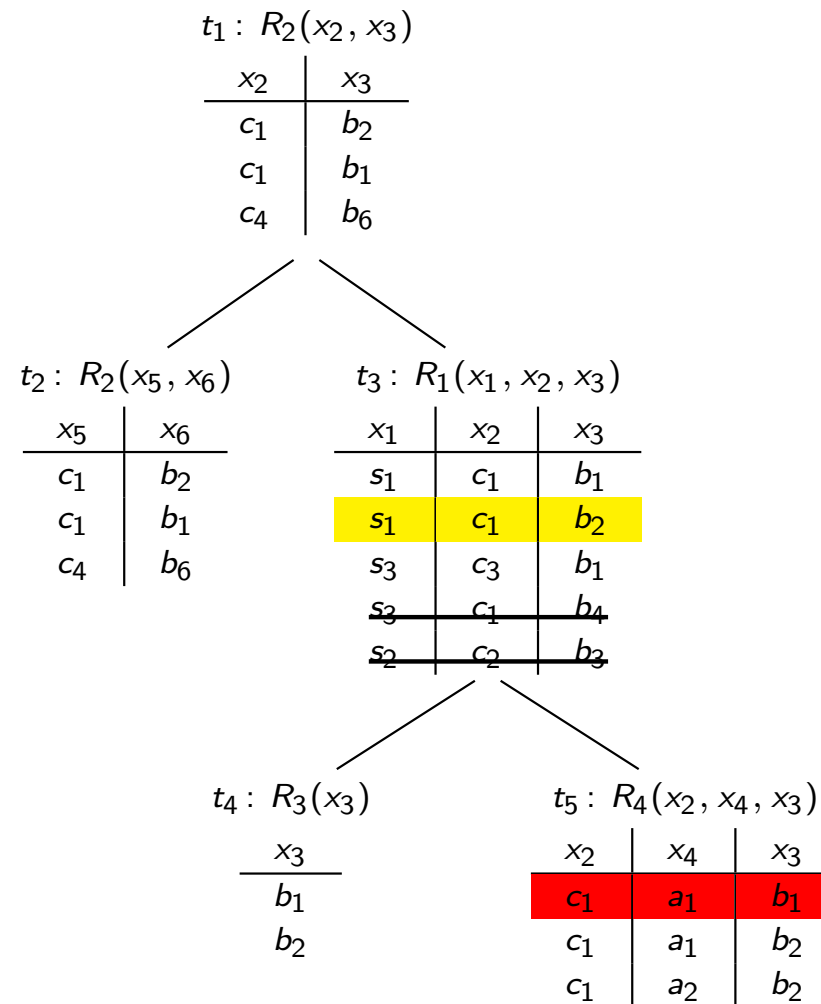 t₁ : R₂(x₂, x₃)
x₂ x₃
c₁ b₂
c₁ b₁
c₄ b₆
t₂ : R₂(x₅, x₆)
x₅ x₆
c₁ b₂
c₁ b₁
c₄ b₆
t₃ : R₁(x₁, x₂, x₃)
x₁ x₂ x₃
s₁ c₁ b₁
s₁ c₁ b₂
s₃ c₃ b₁
s₃ c₁ b₄
s₂ c₂ b₃
t₄ : R₃(x₃)
x₃
b₁
b₂
t₅ : R₄(x₂, x₄, x₃)
x₂ x₄ x₃
c₁ a₁ b₁
c₁ a₁ b₂
c₁ a₂ b₂